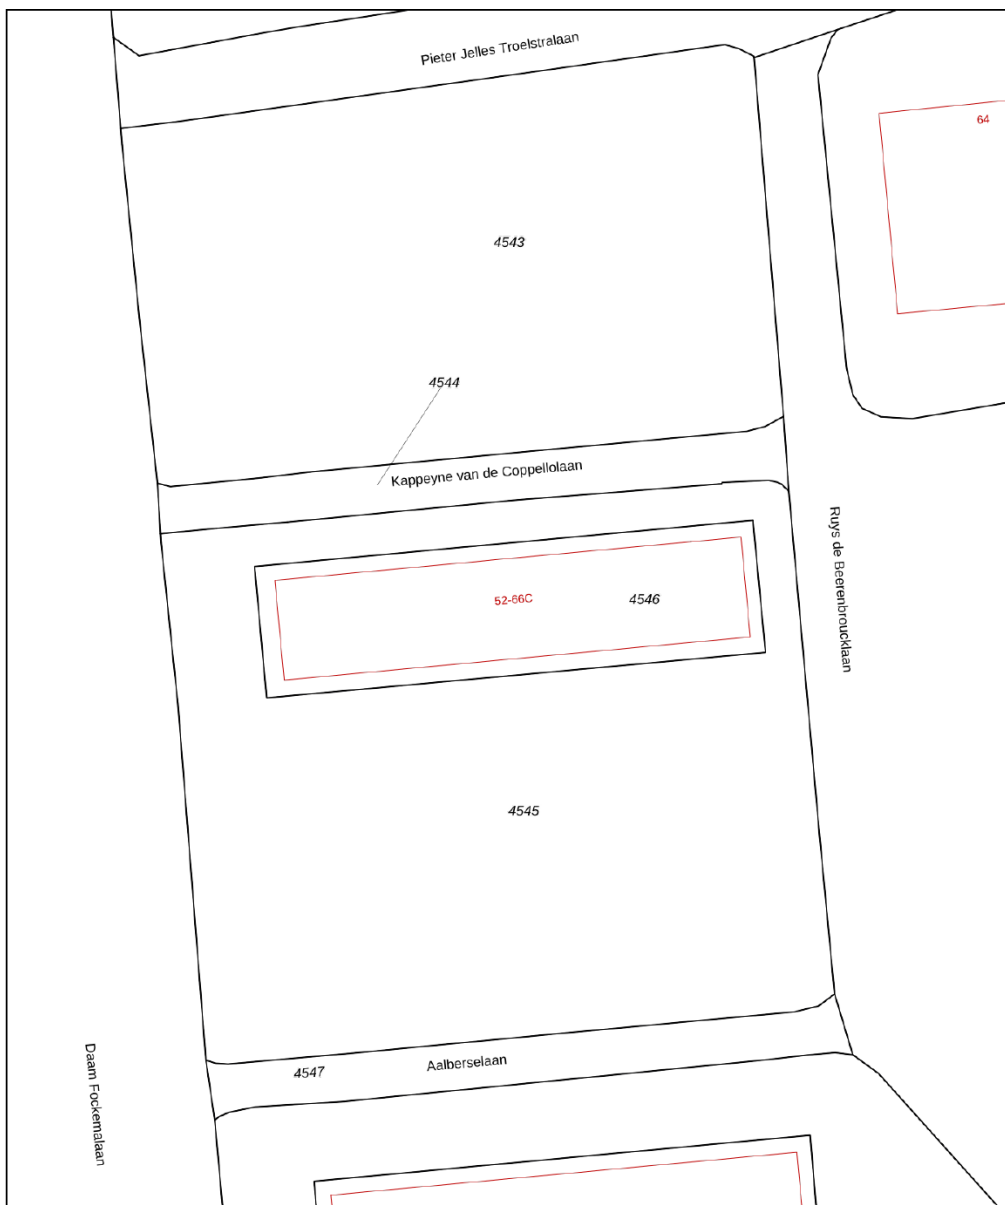 Pieter Jelles Troelstralaan
64
4543
4544
Kappeyne van de Coppellolaan
Ruys de Beerenbroucklaan
52-66C
4546
4545
Daam Fockemalaan
4547
Aalberselaan